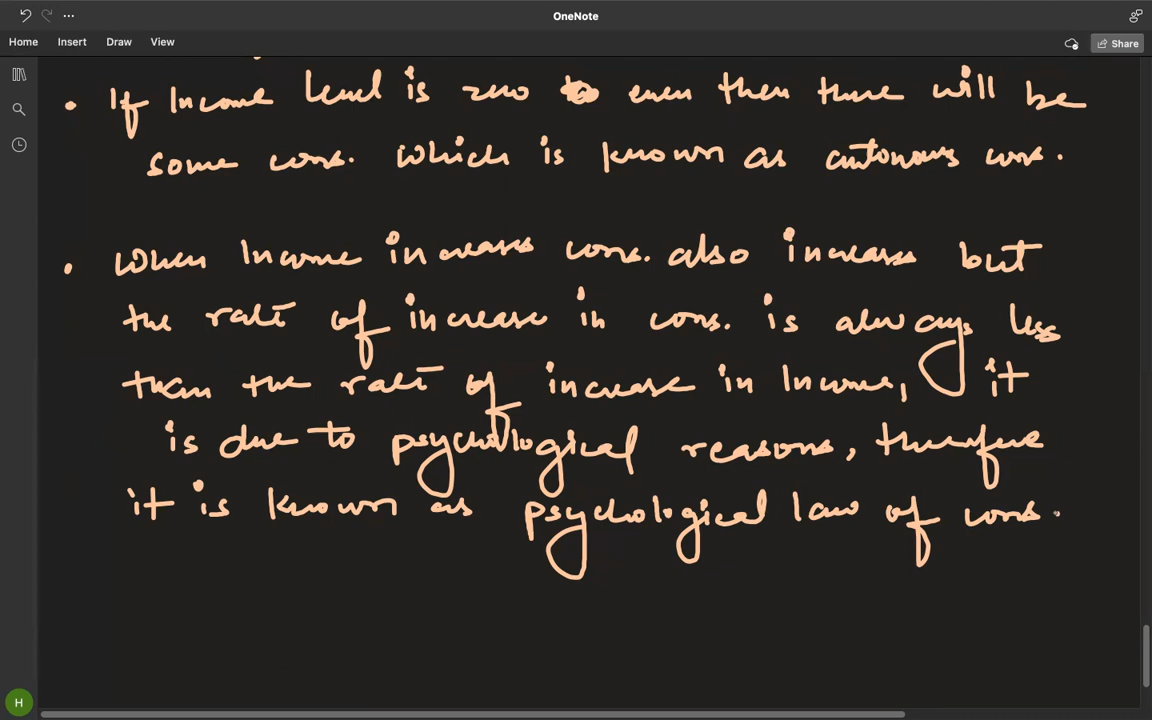 OneNote
Home Insert Draw View Share
• If Income level is zero to even then there will be
some cons. which is known as autonous cons.
• When Income increases cons. also increases but
the rate of increase in cons. is always less
than the rate of increase in Income, it
is due to psychological reasons, therefore
it is known as psychological law of cons.
H